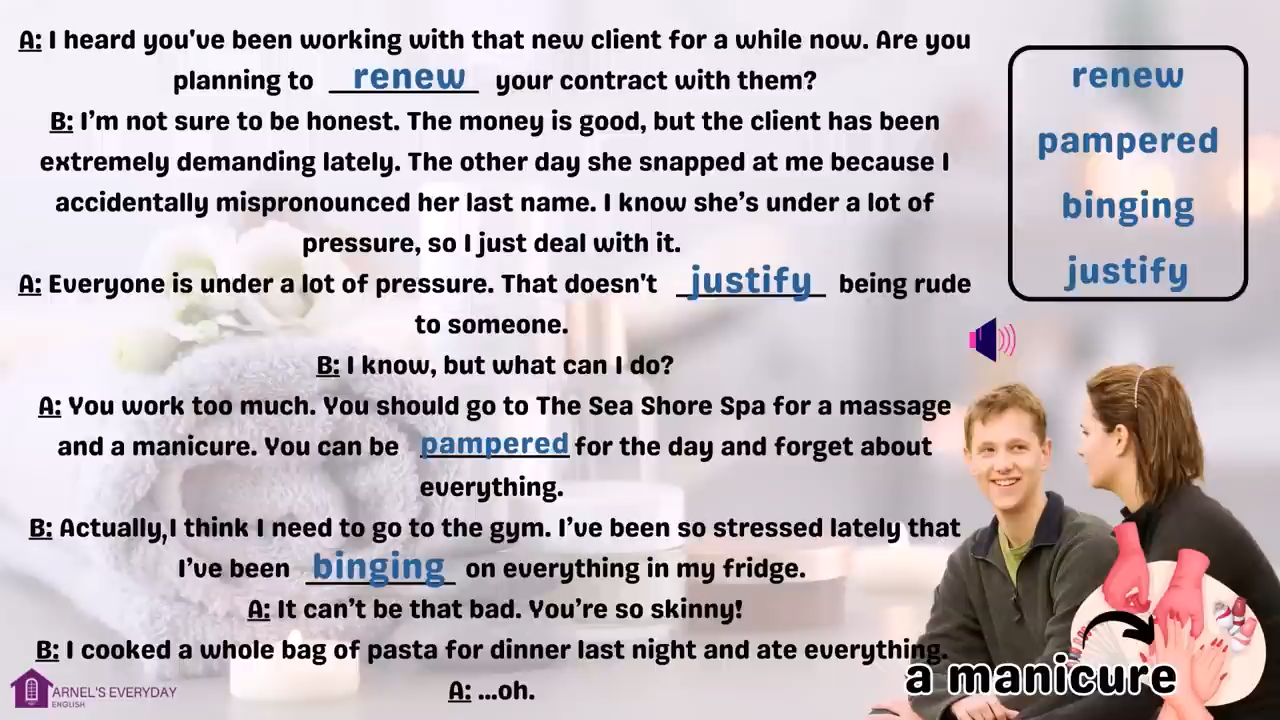 A: I heard you've been working with that new client for a while now. Are you
planning to renew your contract with them?
B: I’m not sure to be honest. The money is good, but the client has been
extremely demanding lately. The other day she snapped at me because I
accidentally mispronounced her last name. I know she’s under a lot of
pressure, so I just deal with it.
A: Everyone is under a lot of pressure. That doesn't justify being rude
to someone.
B: I know, but what can I do?
A: You work too much. You should go to The Sea Shore Spa for a massage
and a manicure. You can be pampered for the day and forget about
everything.
B: Actually,I think I need to go to the gym. I’ve been so stressed lately that
I’ve been binging on everything in my fridge.
A: It can’t be that bad. You’re so skinny!
B: I cooked a whole bag of pasta for dinner last night and ate everything.
A: ...oh.
renew
pampered
binging
justify
a manicure
ARNEL'S EVERYDAY
ENGLISH